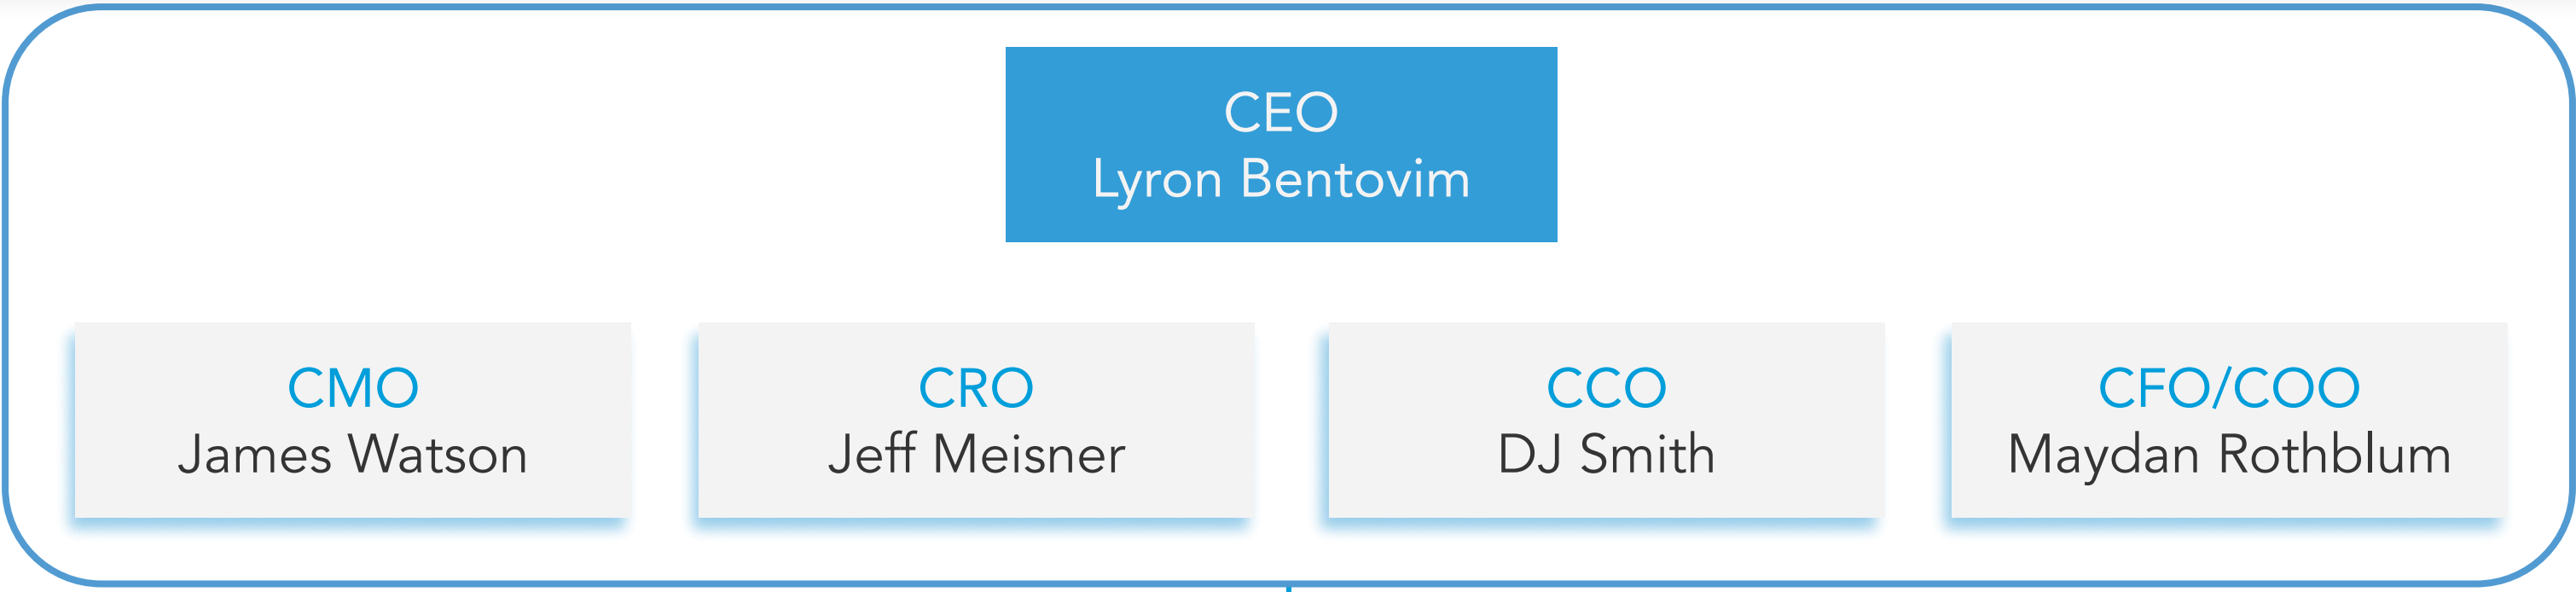 CEO
Lyron Bentovim
CMO
James Watson
CRO
Jeff Meisner
CCO
DJ Smith
CFO/COO
Maydan Rothblum